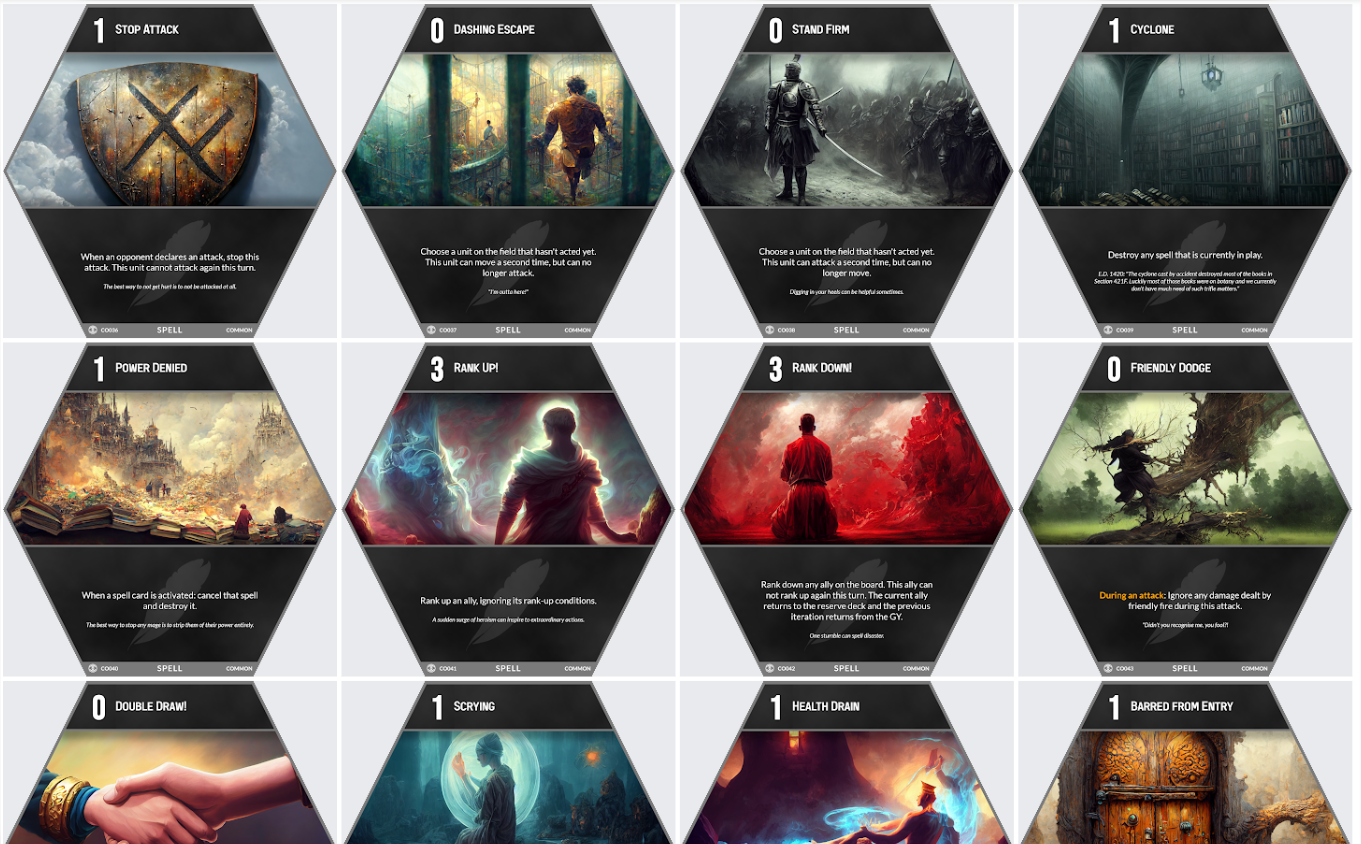 1 STOP ATTACK
When an opponent declares an attack, stop this
attack. This unit cannot attack again this turn.
The best way to not get hurt is to not be attacked at all.
CO036 SPELL COMMON
0 DASHING ESCAPE
Choose a unit on the field that hasn't acted yet.
This unit can move a second time, but can no
longer attack.
"I'm outta here!"
CO037 SPELL COMMON
0 STAND FIRM
Choose a unit on the field that hasn't acted yet.
This unit can attack a second time, but can no
longer move.
Digging in your heels can be helpful sometimes.
CO038 SPELL COMMON
1 CYCLONE
Destroy any spell that is currently in play.
E.D. 1420: "The cyclone cast by accident destroyed most of the books in
Section 421F. Luckily most of those books were on botany and we currently
don't have much need of such trifle matters."
CO039 SPELL COMMON
1 POWER DENIED
When a spell card is activated: cancel that spell
and destroy it.
The best way to stop any mage is to strip them of their power entirely.
CO040 SPELL COMMON
3 RANK UP!
Rank up an ally, ignoring its rank-up conditions.
A sudden surge of heroism can inspire to extraordinary actions.
CO041 SPELL COMMON
3 RANK DOWN!
Rank down any ally on the board. This ally can
not rank up again this turn. The current ally
returns to the reserve deck and the previous
iteration returns from the GY.
One stumble can spell disaster.
CO042 SPELL COMMON
0 FRIENDLY DODGE
During an attack: Ignore any damage dealt by
friendly fire during this attack.
"Didn't you recognise me, you fool?!
CO043 SPELL COMMON
0 DOUBLE DRAW!
1 SCRYING
1 HEALTH DRAIN
1 BARRED FROM ENTRY